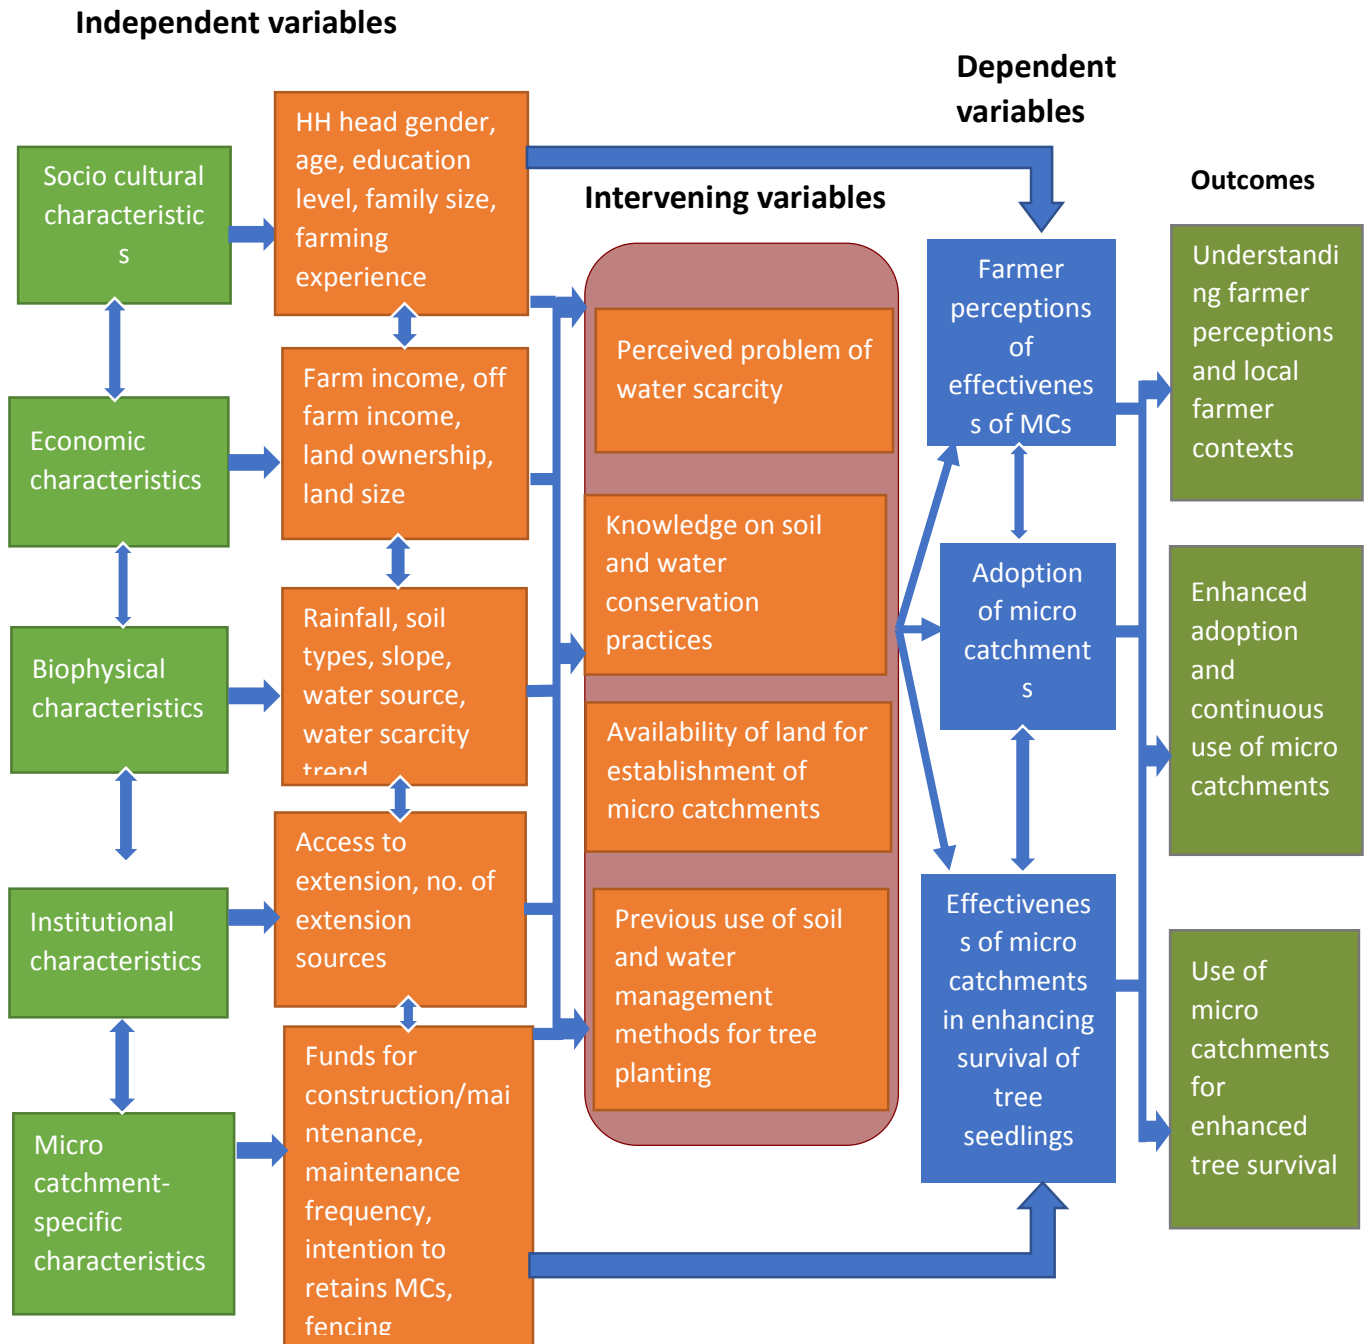 Independent variables
Dependent
variables
Intervening variables
Outcomes
Socio cultural
characteristic
s
Economic
characteristics
Biophysical
characteristics
Institutional
characteristics
Micro
catchment-
specific
characteristics
HH head gender,
age, education
level, family size,
farming
experience
Farm income, off
farm income,
land ownership,
land size
Rainfall, soil
types, slope,
water source,
water scarcity
trend
Access to
extension, no. of
extension
sources
Funds for
construction/mai
ntenance,
maintenance
frequency,
intention to
retains MCs,
fencing
Perceived problem of
water scarcity
Knowledge on soil
and water
conservation
practices
Availability of land for
establishment of
micro catchments
Previous use of soil
and water
management
methods for tree
planting
Farmer
perceptions
of
effectivenes
s of MCs
Adoption
of micro
catchment
s
Effectivenes
s of micro
catchments
in enhancing
survival of
tree
seedlings
Understandi
ng farmer
perceptions
and local
farmer
contexts
Enhanced
adoption
and
continuous
use of micro
catchments
Use of
micro
catchments
for
enhanced
tree survival